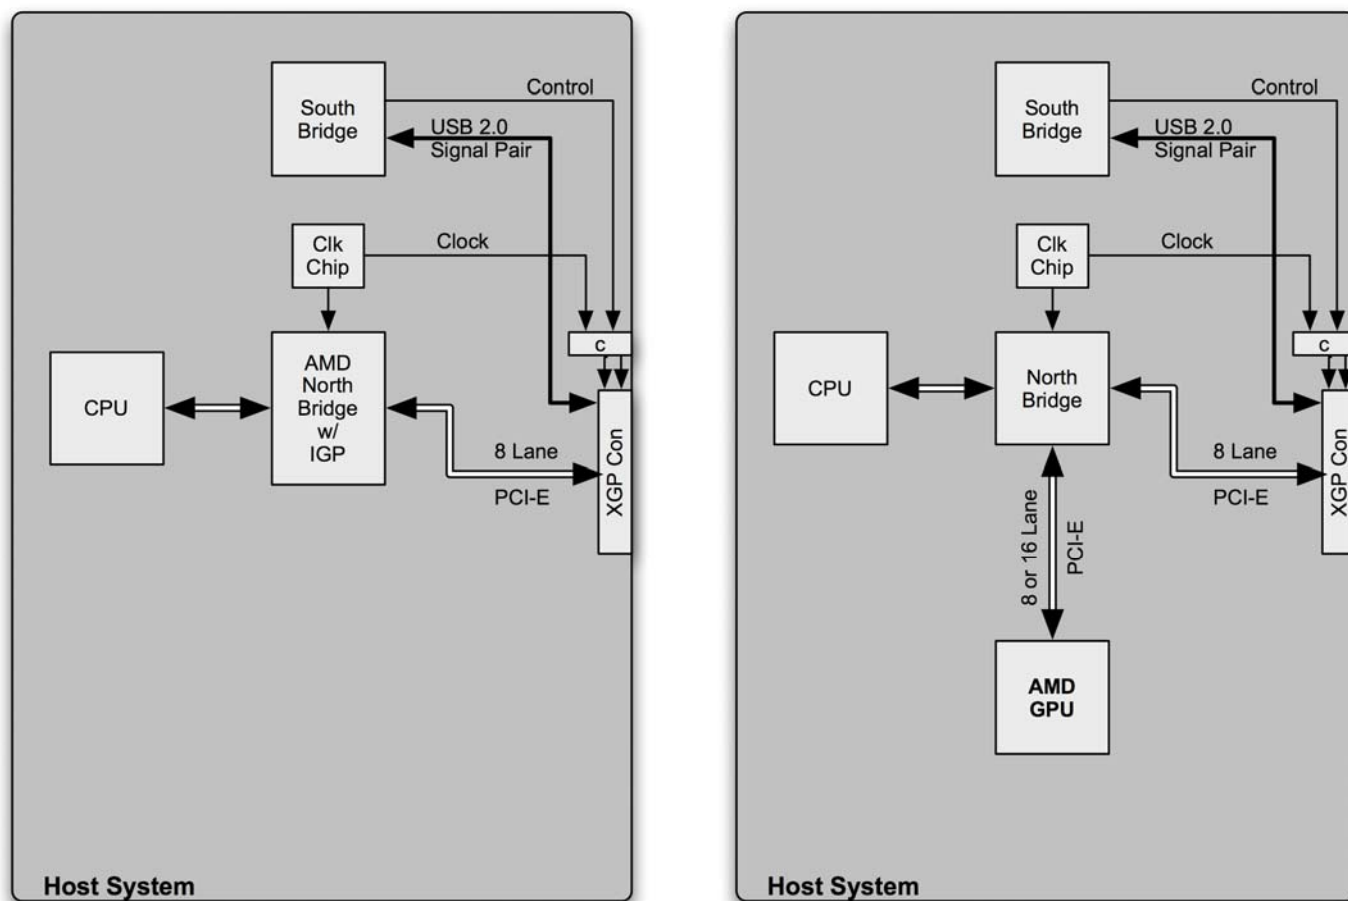 Control
South
Bridge
USB 2.0
Signal Pair
Clk
Chip
Clock
c
CPU
AMD
North
Bridge
w/
IGP
8 Lane
PCI-E
XGP Con
Host System
Control
South
Bridge
USB 2.0
Signal Pair
Clk
Chip
Clock
c
CPU
North
Bridge
8 Lane
PCI-E
XGP Con
8 or 16 Lane
PCI-E
AMD
GPU
Host System